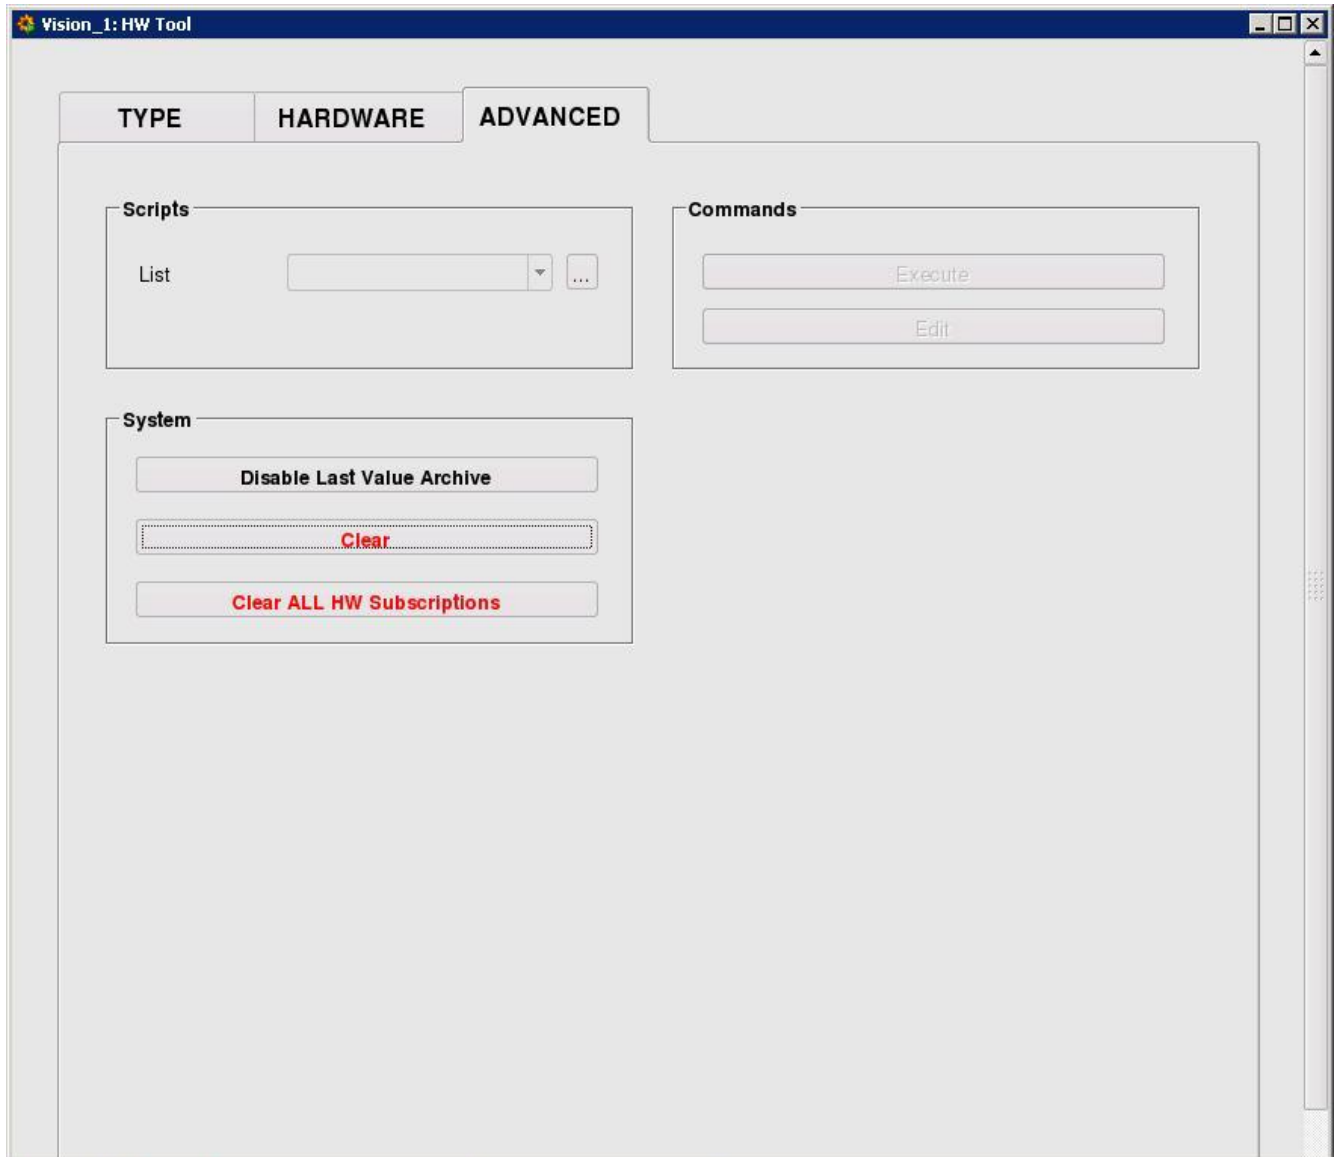 Vision_1: HW Tool
TYPE HARDWARE ADVANCED
Scripts
List ...
Commands
Execute
Edit
System
Disable Last Value Archive
Clear
Clear ALL HW Subscriptions